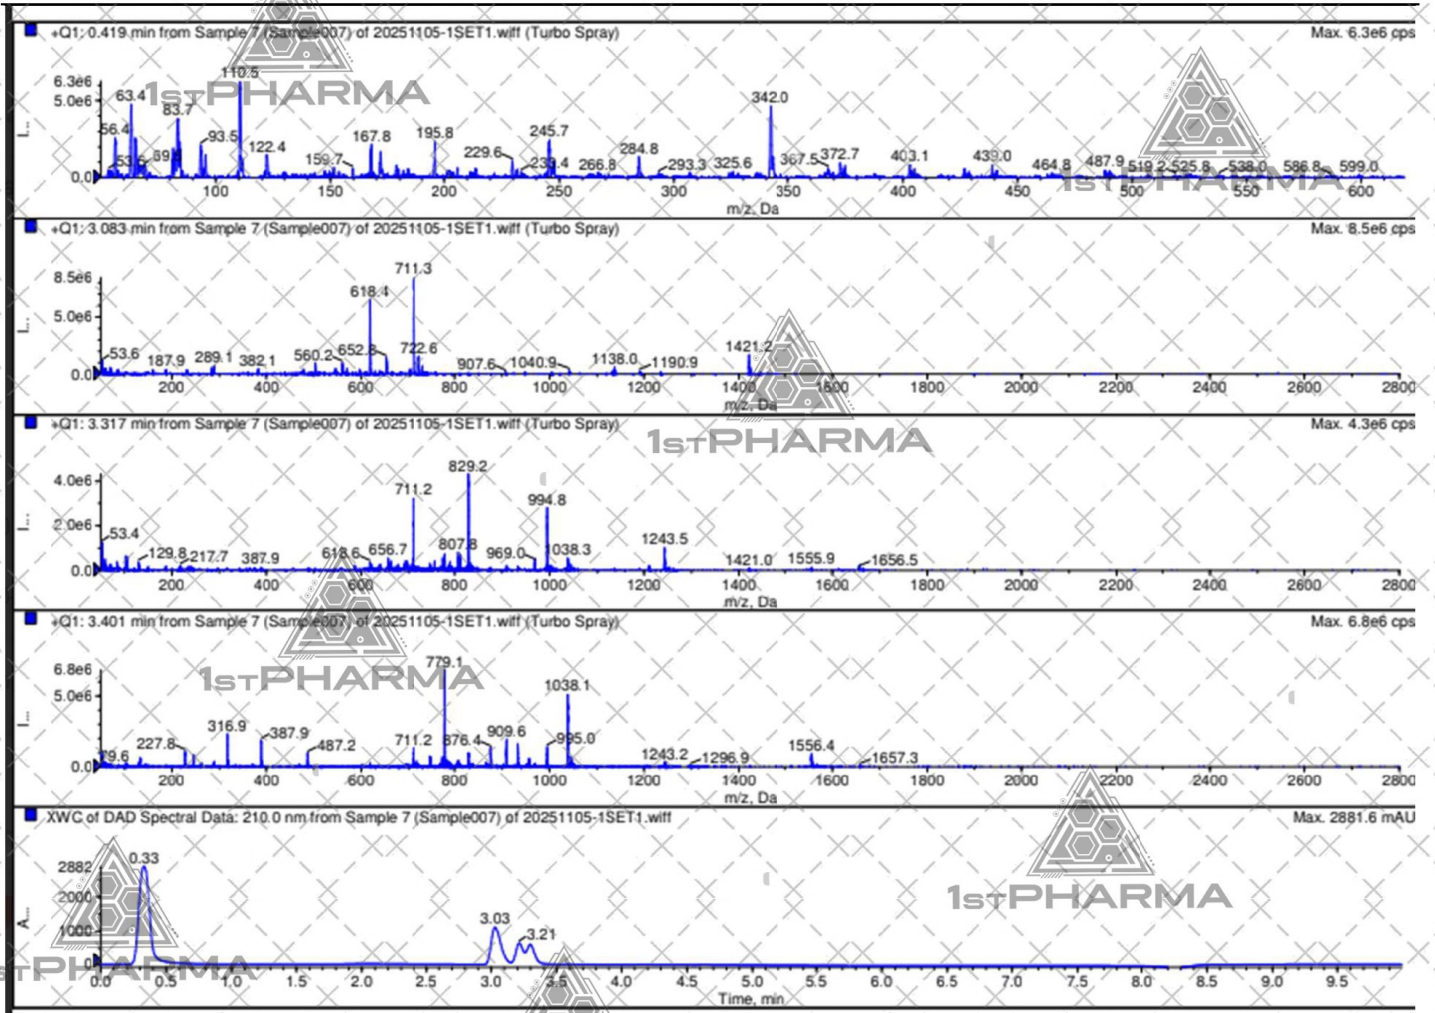 +Q1: 0.419 min from Sample 7 (Sample007) of 20251105-1SET1.wiff (Turbo Spray) Max. 6.3e6 cps
6.3e6
5.0e6
0.0
I...
56.4 53.5 63.4 83.7 93.5 110.5 122.4 159.7 167.8 195.8 229.6 245.7 266.8 284.8 293.3 325.6 342.0 367.5 372.7 403.1 439.0 464.8 487.9 519.2 525.8 538.0 586.8 599.0
100 150 200 250 300 350 400 450 500 550 600
m/z, Da
+Q1: 3.083 min from Sample 7 (Sample007) of 20251105-1SET1.wiff (Turbo Spray) Max. 8.5e6 cps
8.5e6
5.0e6
0.0
I...
53.6 187.9 289.1 382.1 560.2 618.4 652.8 711.3 722.6 907.6 1040.9 1138.0 1190.9 1421.2
200 400 600 800 1000 1200 1400 1600 1800 2000 2200 2400 2600 2800
m/z, Da
+Q1: 3.317 min from Sample 7 (Sample007) of 20251105-1SET1.wiff (Turbo Spray) Max. 4.3e6 cps
4.0e6
2.0e6
0.0
I...
53.4 129.8 217.7 387.9 618.6 656.7 711.2 807.8 829.2 969.0 994.8 1038.3 1243.5 1421.0 1555.9 1656.5
200 400 600 800 1000 1200 1400 1600 1800 2000 2200 2400 2600 2800
m/z, Da
+Q1: 3.401 min from Sample 7 (Sample007) of 20251105-1SET1.wiff (Turbo Spray) Max. 6.8e6 cps
6.8e6
5.0e6
0.0
I...
79.6 227.8 316.9 387.9 487.2 711.2 779.1 876.4 909.6 995.0 1038.1 1243.2 1296.9 1556.4 1657.3
200 400 600 800 1000 1200 1400 1600 1800 2000 2200 2400 2600 2800
m/z, Da
XWC of DAD Spectral Data: 210.0 nm from Sample 7 (Sample007) of 20251105-1SET1.wiff Max. 2881.6 mAU
2882
2000
1000
0
A...
0.33 3.03 3.21
0.0 0.5 1.0 1.5 2.0 2.5 3.0 3.5 4.0 4.5 5.0 5.5 6.0 6.5 7.0 7.5 8.0 8.5 9.0 9.5
Time, min
1STPHARMA
1STPHARMA
1STPHARMA
1STPHARMA
1STPHARMA
STPHARMA